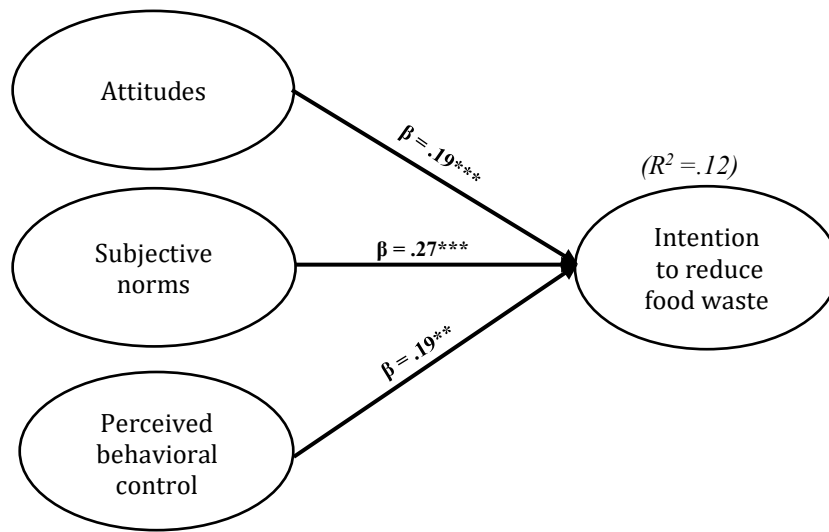 Attitudes
β = .19***
(R² =.12)
Subjective
norms
β = .27***
Intention
to reduce
food waste
β = .19**
Perceived
behavioral
control